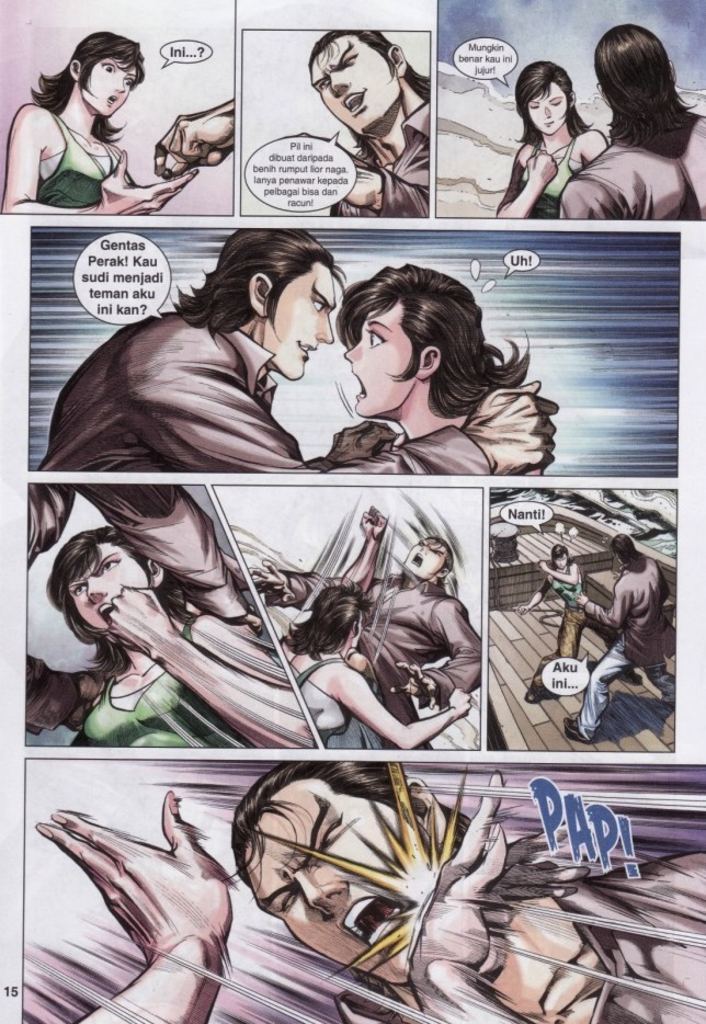 Ini...?
Pil ini
dibuat daripada
benih rumput lior naga.
Ianya penawar kepada
pelbagai bisa dan
racun!
Mungkin
benar kau ini
jujur!
Gentas
Perak! Kau
sudi menjadi
teman aku
ini kan?
Uh!
Nanti!
Aku
ini...
PAP!
15